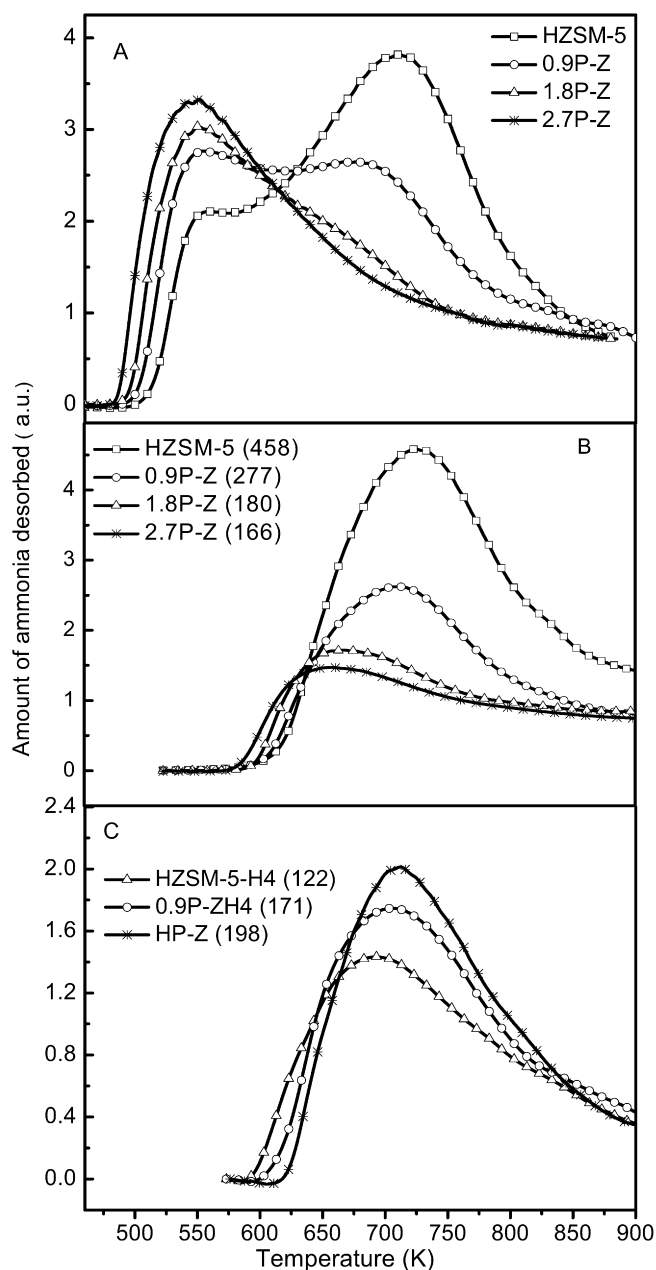 A
HZSM-5
0.9P-Z
1.8P-Z
2.7P-Z
4
3
2
1
0
B
HZSM-5 (458)
0.9P-Z (277)
1.8P-Z (180)
2.7P-Z (166)
4
3
2
1
0
Amount of ammonia desorbed ( a.u.)
C
HZSM-5-H4 (122)
0.9P-ZH4 (171)
HP-Z (198)
2.4
2.0
1.6
1.2
0.8
0.4
0.0
500 550 600 650 700 750 800 850 900
Temperature (K)